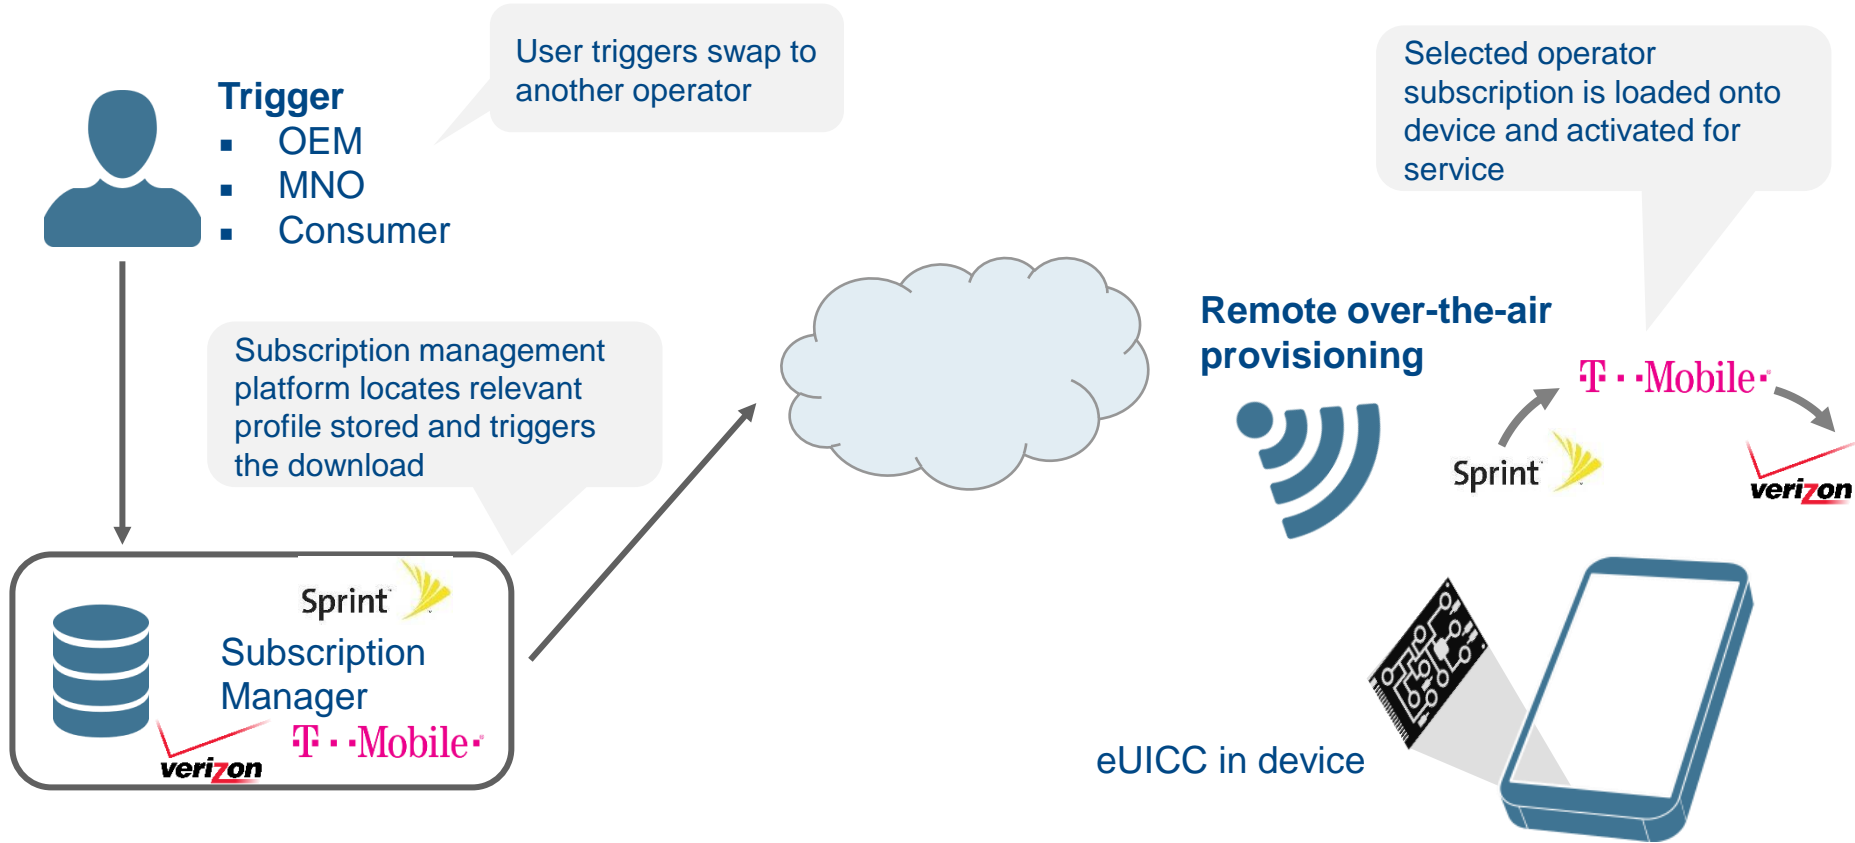 User triggers swap to
another operator
Trigger
▪ OEM
▪ MNO
▪ Consumer
Selected operator
subscription is loaded onto
device and activated for
service
Subscription management
platform locates relevant
profile stored and triggers
the download
Remote over-the-air
provisioning
T··Mobile·
Sprint
verizon
Sprint
Subscription
Manager
verizon
T··Mobile·
eUICC in device